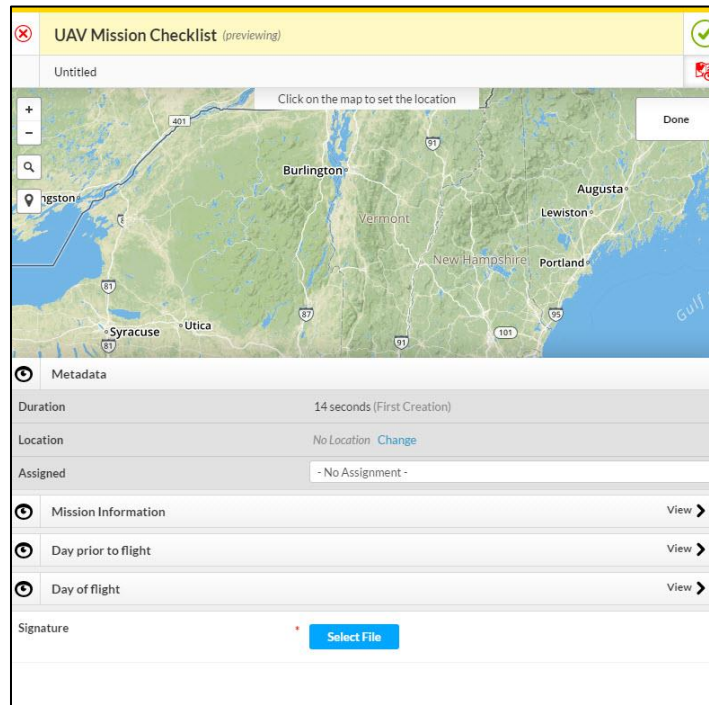 UAV Mission Checklist (previewing)
Untitled
Click on the map to set the location
+
-
Done
401
91
Burlington
ngston
Augusta
Lewiston
Vermont
New Hampshire
Portland
81
87
95
Gulf
Syracuse
Utica
101
81
91
Metadata
Duration 14 seconds (First Creation)
Location No Location Change
Assigned - No Assignment -
Mission Information View
Day prior to flight View
Day of flight View
Signature * Select File